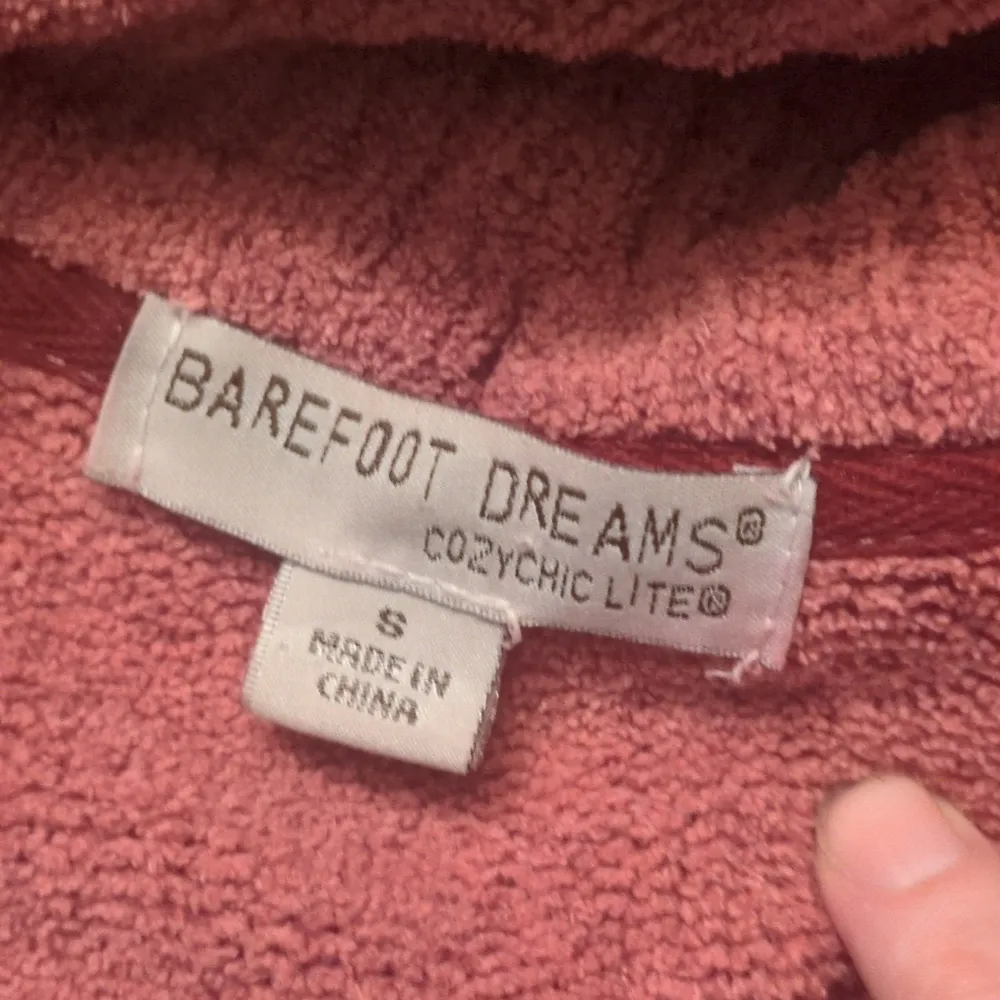 BAREFOOT DREAMS®
COZYCHIC LITE®
S
MADE IN
CHINA